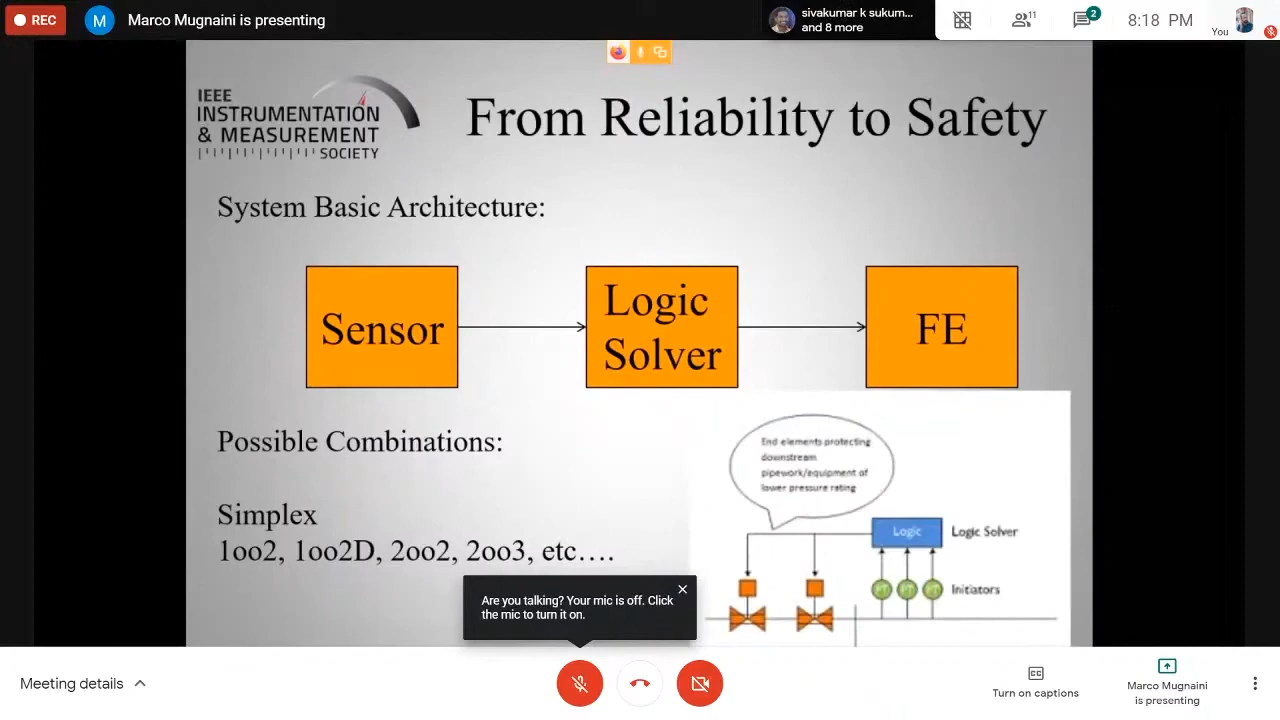 REC
M
Marco Mugnaini is presenting
sivakumar k sukum...
and 8 more
11
2
8:18 PM
You
IEEE
INSTRUMENTATION
& MEASUREMENT
SOCIETY
From Reliability to Safety
System Basic Architecture:
Sensor
Logic
Solver
FE
Possible Combinations:
Simplex
1oo2, 1oo2D, 2oo2, 2oo3, etc….
End elements protecting
downstream
pipework/equipment of
lower pressure rating
Logic
Logic Solver
Initiators
Are you talking? Your mic is off. Click
the mic to turn it on.
Meeting details
Turn on captions
Marco Mugnaini
is presenting